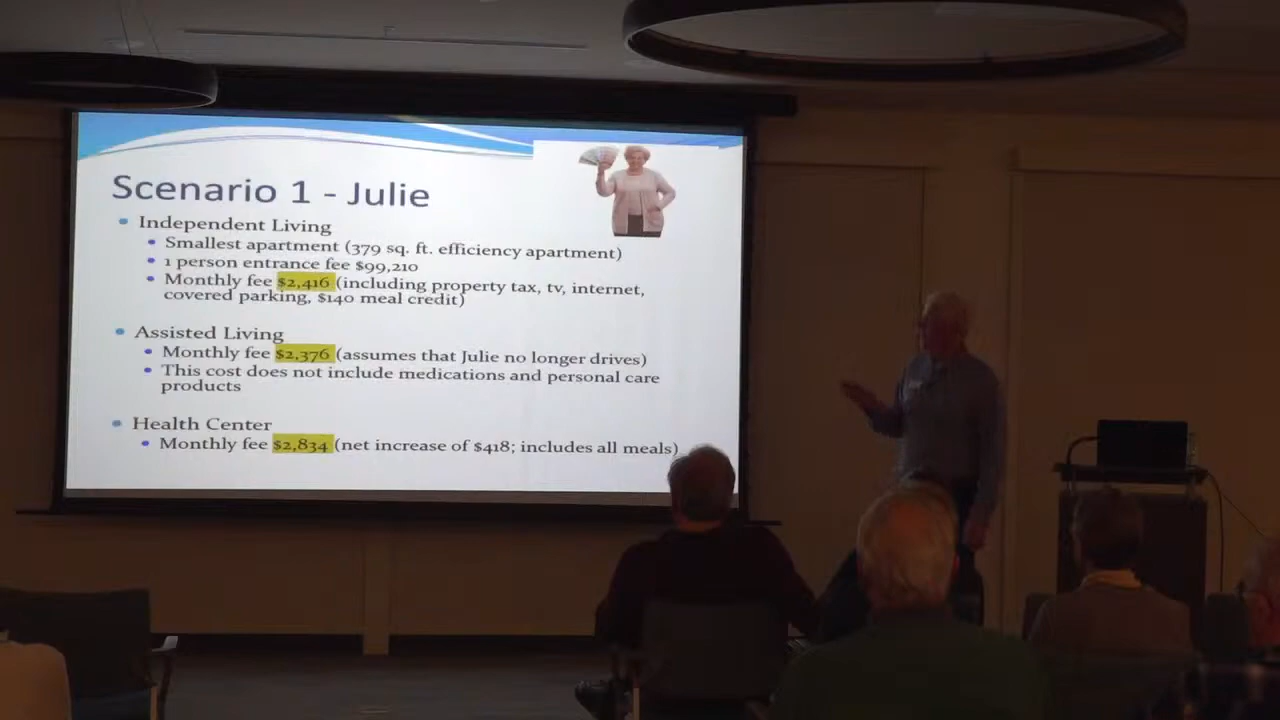 Scenario 1 - Julie
Independent Living
Smallest apartment (379 sq. ft. efficiency apartment)
1 person entrance fee $99,210
Monthly fee $2,416 (including property tax, tv, internet,
covered parking, $140 meal credit)
Assisted Living
Monthly fee $2,376 (assumes that Julie no longer drives)
This cost does not include medications and personal care
products
Health Center
Monthly fee $2,834 (net increase of $418; includes all meals)